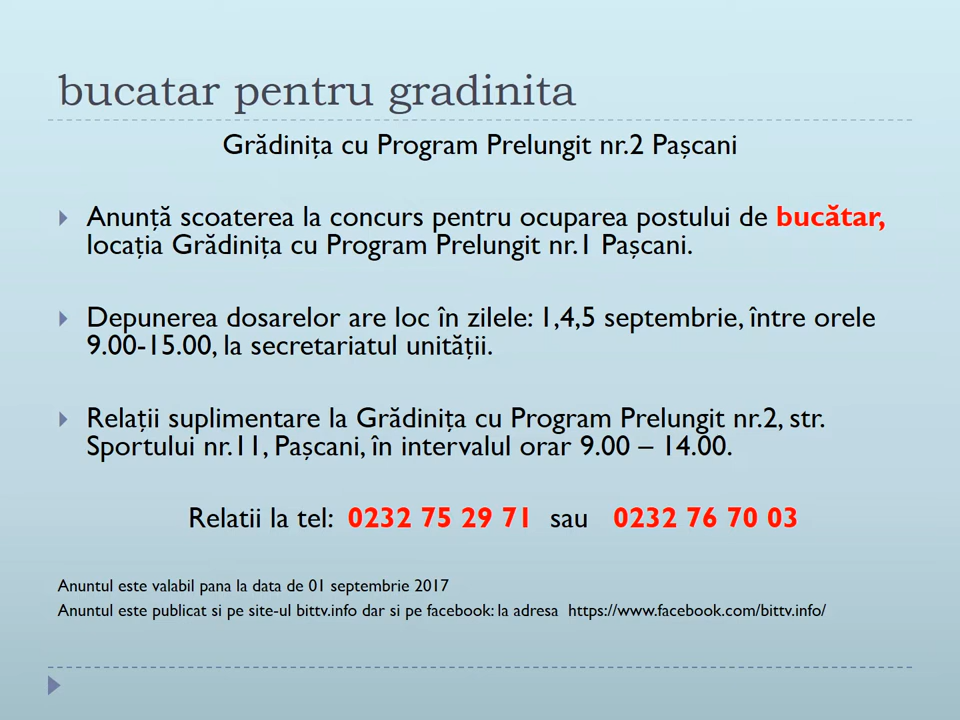 bucatar pentru gradinita
Grădinița cu Program Prelungit nr.2 Pașcani
Anunță scoaterea la concurs pentru ocuparea postului de bucătar,
locația Grădinița cu Program Prelungit nr.1 Pașcani.
Depunerea dosarelor are loc în zilele: 1,4,5 septembrie, între orele
9.00-15.00, la secretariatul unității.
Relații suplimentare la Grădinița cu Program Prelungit nr.2, str.
Sportului nr.11, Pașcani, în intervalul orar 9.00 – 14.00.
Relatii la tel: 0232 75 29 71 sau 0232 76 70 03
Anuntul este valabil pana la data de 01 septembrie 2017
Anuntul este publicat si pe site-ul bittv.info dar si pe facebook: la adresa https://www.facebook.com/bittv.info/